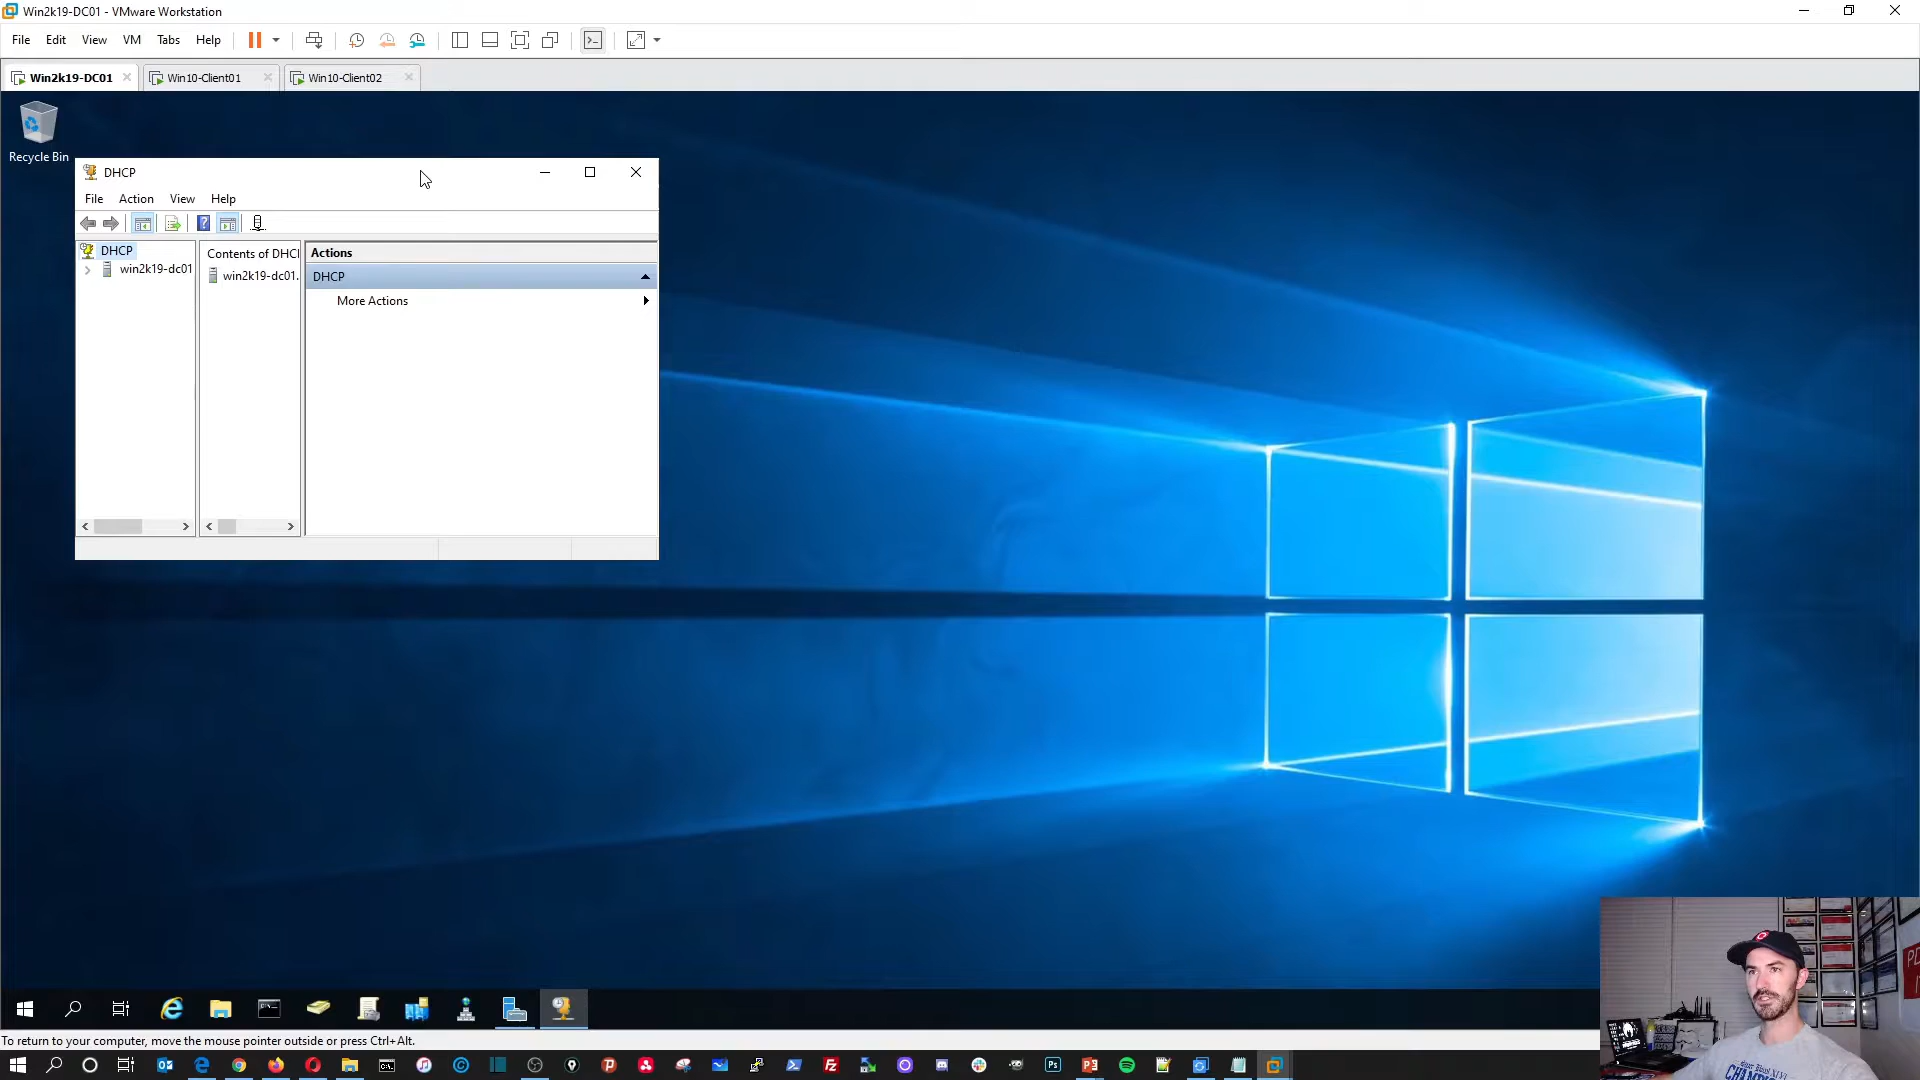 Win2k19-DC01 - VMware Workstation
File Edit View VM Tabs Help
Win2k19-DC01 Win10-Client01 Win10-Client02
Recycle Bin
DHCP
File Action View Help
DHCP
win2k19-dc01
Contents of DHCI
win2k19-dc01.
Actions
DHCP
More Actions
To return to your computer, move the mouse pointer outside or press Ctrl+Alt.